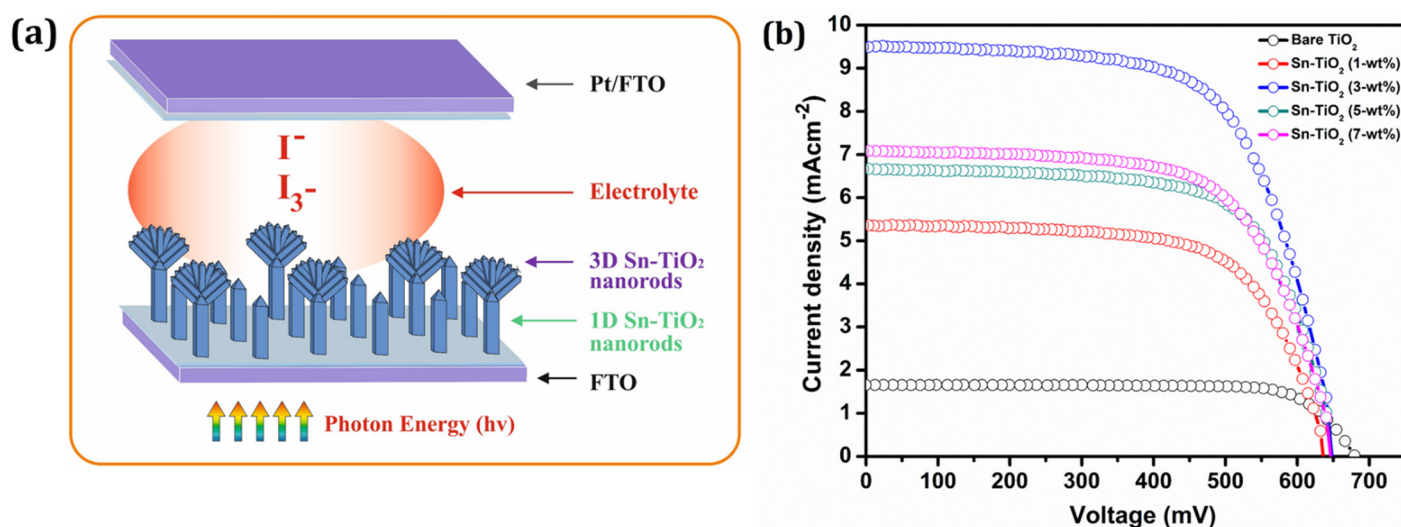 (a)
Pt/FTO
I⁻
I₃⁻
Electrolyte
3D Sn-TiO₂
nanorods
1D Sn-TiO₂
nanorods
FTO
Photon Energy (hν)
(b)
Current density (mAcm⁻²)
10
9
8
7
6
5
4
3
2
1
0
Bare TiO₂
Sn-TiO₂ (1-wt%)
Sn-TiO₂ (3-wt%)
Sn-TiO₂ (5-wt%)
Sn-TiO₂ (7-wt%)
0 100 200 300 400 500 600 700
Voltage (mV)